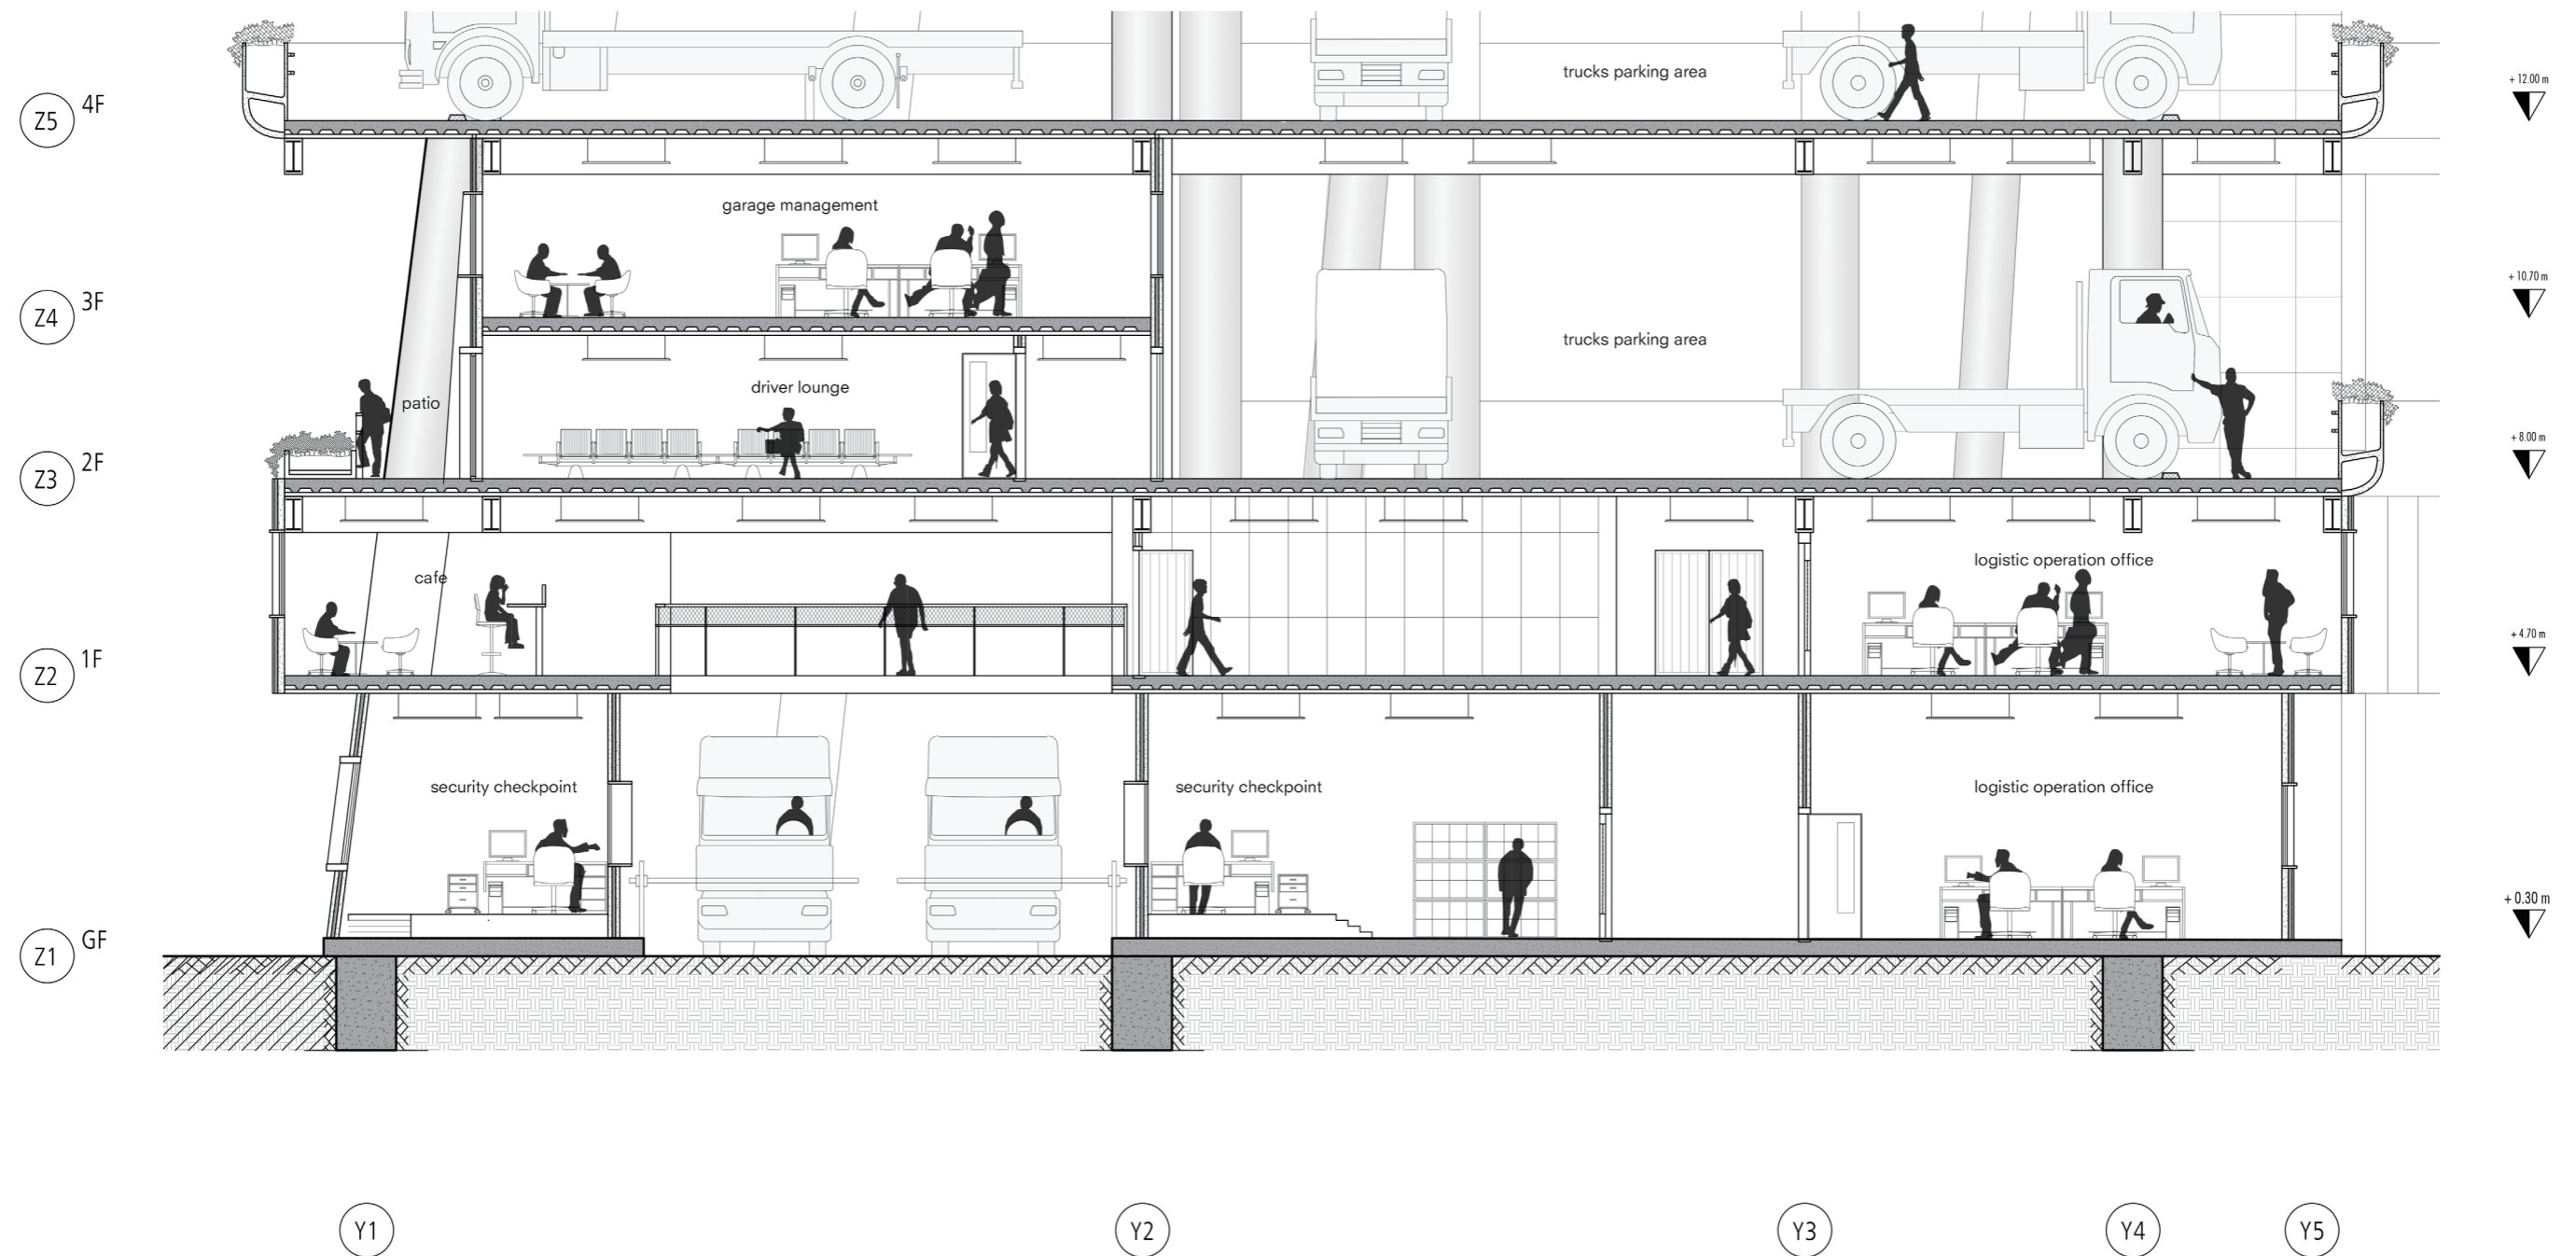 trucks parking area
+ 12.00 m
Z5 4F
garage management
+ 10.70 m
Z4 3F
trucks parking area
driver lounge
patio
+ 8.00 m
Z3 2F
logistic operation office
cafe
+ 4.70 m
Z2 1F
security checkpoint
security checkpoint
logistic operation office
+ 0.30 m
Z1 GF
Y1 Y2 Y3 Y4 Y5